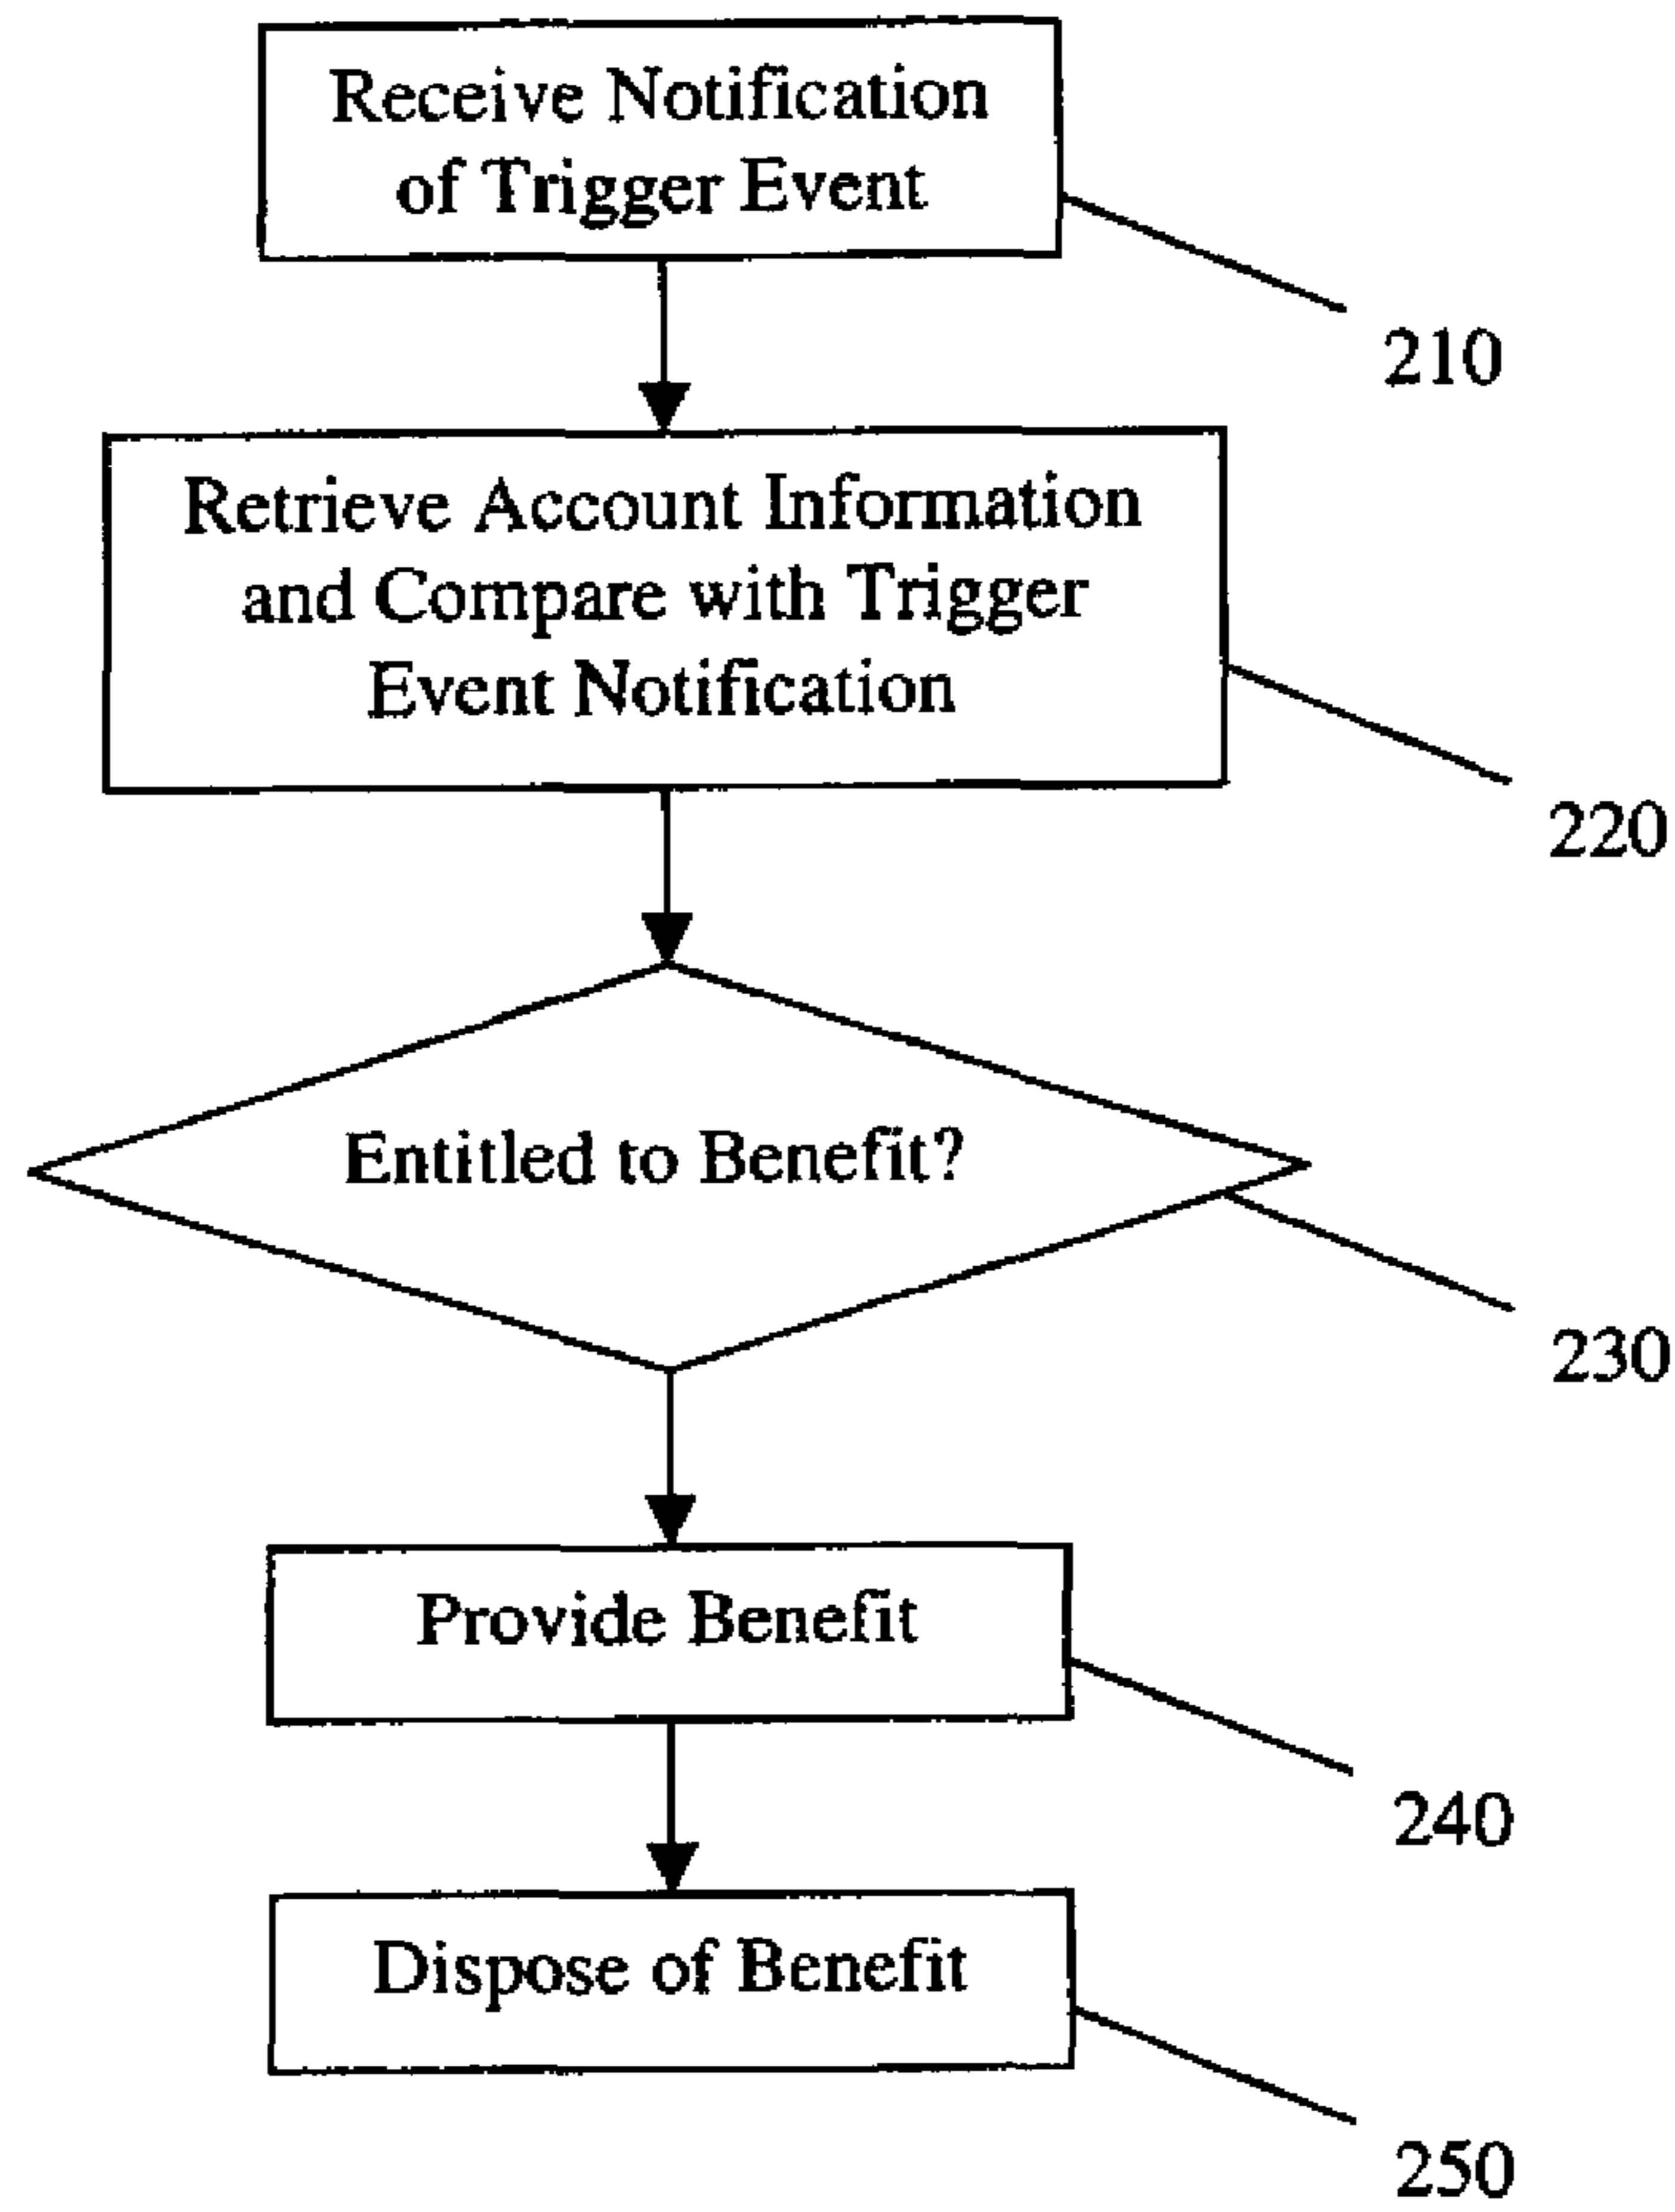 Receive Notification
of Trigger Event
210
Retrieve Account Information
and Compare with Trigger
Event Notification
220
Entitled to Benefit?
230
Provide Benefit
240
Dispose of Benefit
250